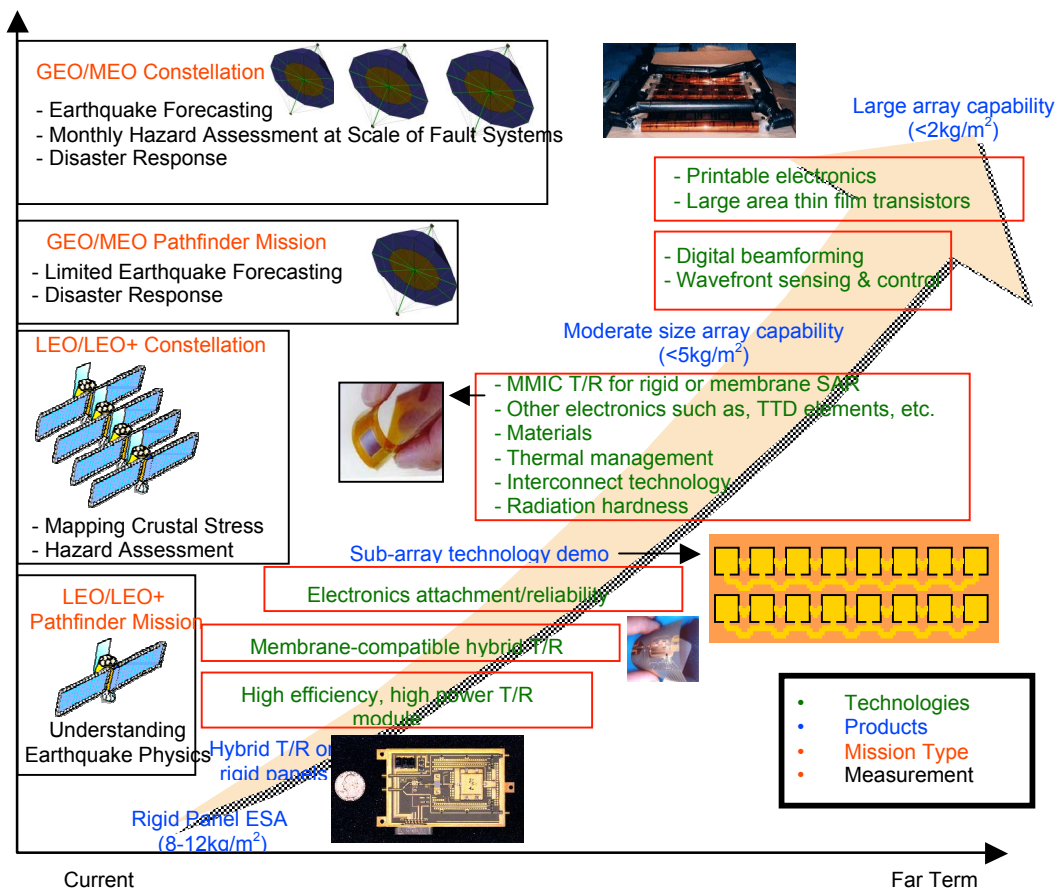 GEO/MEO Constellation
- Earthquake Forecasting
- Monthly Hazard Assessment at Scale of Fault Systems
- Disaster Response
Large array capability
(<2kg/m²)
- Printable electronics
- Large area thin film transistors
GEO/MEO Pathfinder Mission
- Limited Earthquake Forecasting
- Disaster Response
- Digital beamforming
- Wavefront sensing & control
LEO/LEO+ Constellation
- Mapping Crustal Stress
- Hazard Assessment
Moderate size array capability
(<5kg/m²)
- MMIC T/R for rigid or membrane SAR
- Other electronics such as, TTD elements, etc.
- Materials
- Thermal management
- Interconnect technology
- Radiation hardness
Sub-array technology demo
Electronics attachment/reliability
LEO/LEO+
Pathfinder Mission
Understanding
Earthquake Physics
Membrane-compatible hybrid T/R
High efficiency, high power T/R
module
Hybrid T/R on
rigid panels
Rigid Panel ESA
(8-12kg/m²)
• Technologies
• Products
• Mission Type
• Measurement
Current
Far Term